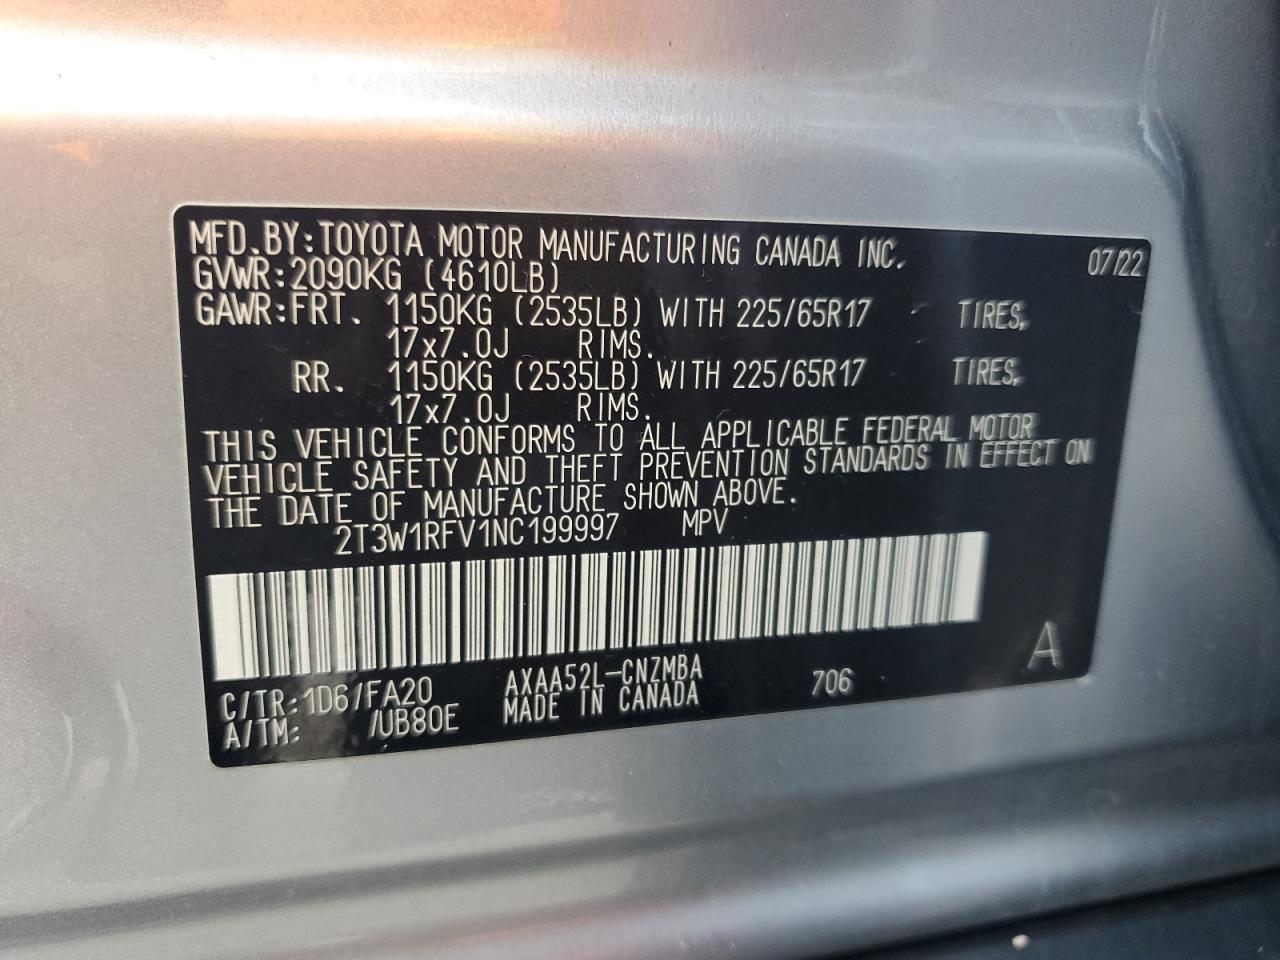 MFD.BY:TOYOTA MOTOR MANUFACTURING CANADA INC. 07/22
GVWR:2090KG (4610LB)
GAWR:FRT. 1150KG (2535LB) WITH 225/65R17 TIRES,
17x7.0J RIMS.
RR. 1150KG (2535LB) WITH 225/65R17 TIRES,
17x7.0J RIMS.
THIS VEHICLE CONFORMS TO ALL APPLICABLE FEDERAL MOTOR
VEHICLE SAFETY AND THEFT PREVENTION STANDARDS IN EFFECT ON
THE DATE OF MANUFACTURE SHOWN ABOVE.
2T3W1RFV1NC199997 MPV
C/TR:1D6/FA20 AXAA52L-CNZMBA 706 A
A/TM: /UB80E MADE IN CANADA